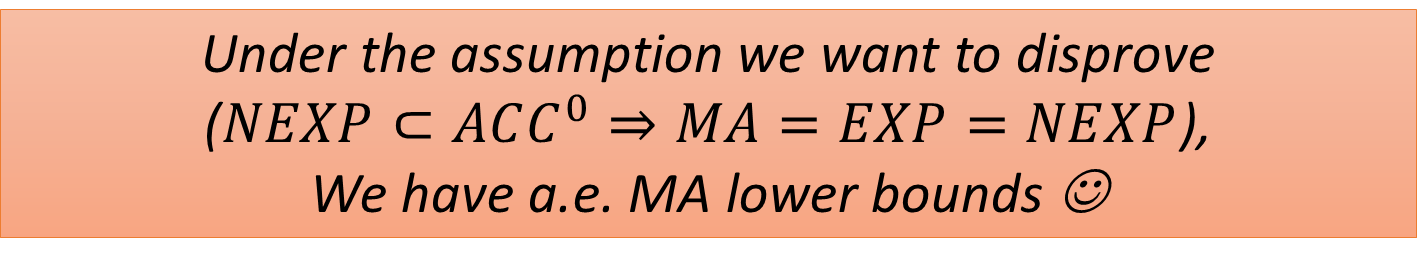 Under the assumption we want to disprove
(NEXP ⊂ ACC⁰ ⇒ MA = EXP = NEXP),
We have a.e. MA lower bounds ☺